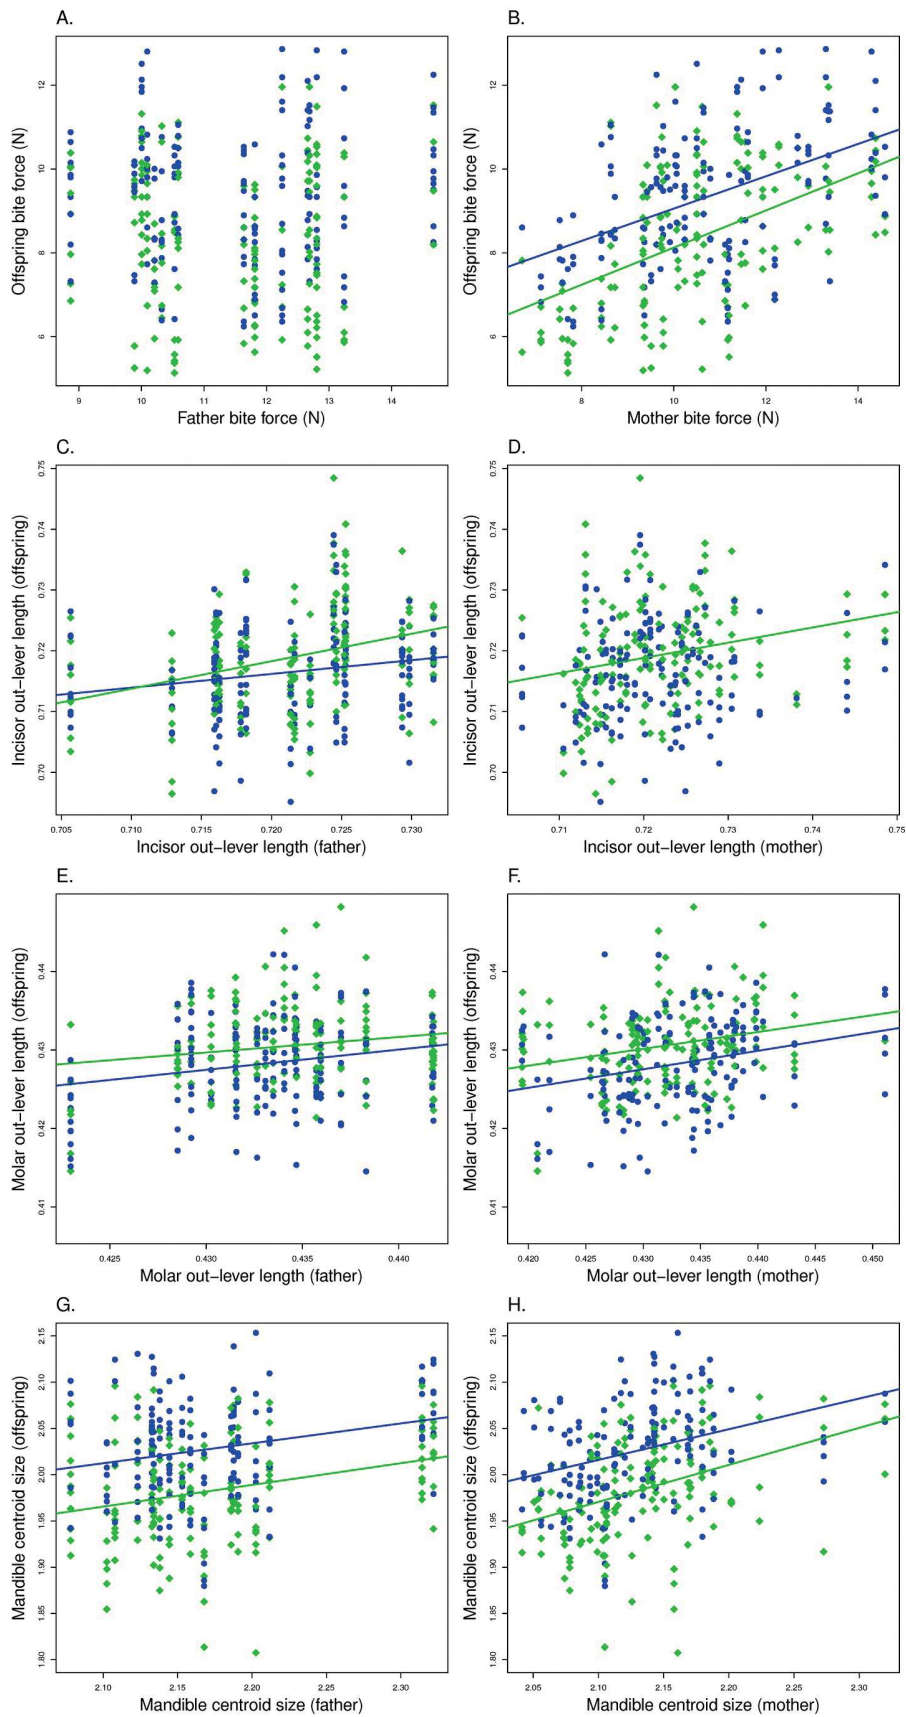 A.
B.
12
10
8
6
Offspring bite force (N)
9 10 11 12 13 14
Father bite force (N)
12
10
8
6
Offspring bite force (N)
8 10 12 14
Mother bite force (N)
C.
D.
0.75
0.74
0.73
0.72
0.71
0.70
Incisor out−lever length (offspring)
0.705 0.710 0.715 0.720 0.725 0.730
Incisor out−lever length (father)
0.75
0.74
0.73
0.72
0.71
0.70
Incisor out−lever length (offspring)
0.71 0.72 0.73 0.74 0.75
Incisor out−lever length (mother)
E.
F.
0.44
0.43
0.42
0.41
Molar out−lever length (offspring)
0.425 0.430 0.435 0.440
Molar out−lever length (father)
0.44
0.43
0.42
0.41
Molar out−lever length (offspring)
0.420 0.425 0.430 0.435 0.440 0.445 0.450
Molar out−lever length (mother)
G.
H.
2.15
2.10
2.05
2.00
1.95
1.90
1.85
1.80
Mandible centroid size (offspring)
2.10 2.15 2.20 2.25 2.30
Mandible centroid size (father)
2.15
2.10
2.05
2.00
1.95
1.90
1.85
1.80
Mandible centroid size (offspring)
2.05 2.10 2.15 2.20 2.25 2.30
Mandible centroid size (mother)